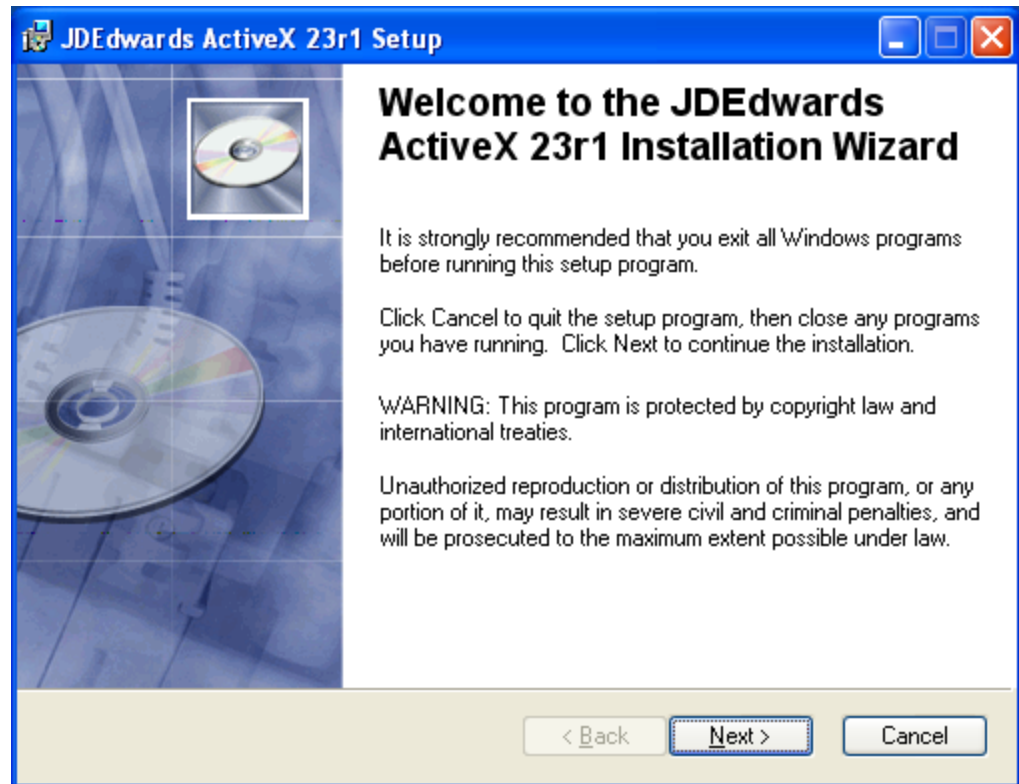 JDEdwards ActiveX 23r1 Setup
Welcome to the JDEdwards
ActiveX 23r1 Installation Wizard
It is strongly recommended that you exit all Windows programs
before running this setup program.
Click Cancel to quit the setup program, then close any programs
you have running.  Click Next to continue the installation.
WARNING: This program is protected by copyright law and
international treaties.
Unauthorized reproduction or distribution of this program, or any
portion of it, may result in severe civil and criminal penalties, and
will be prosecuted to the maximum extent possible under law.
< Back Next > Cancel